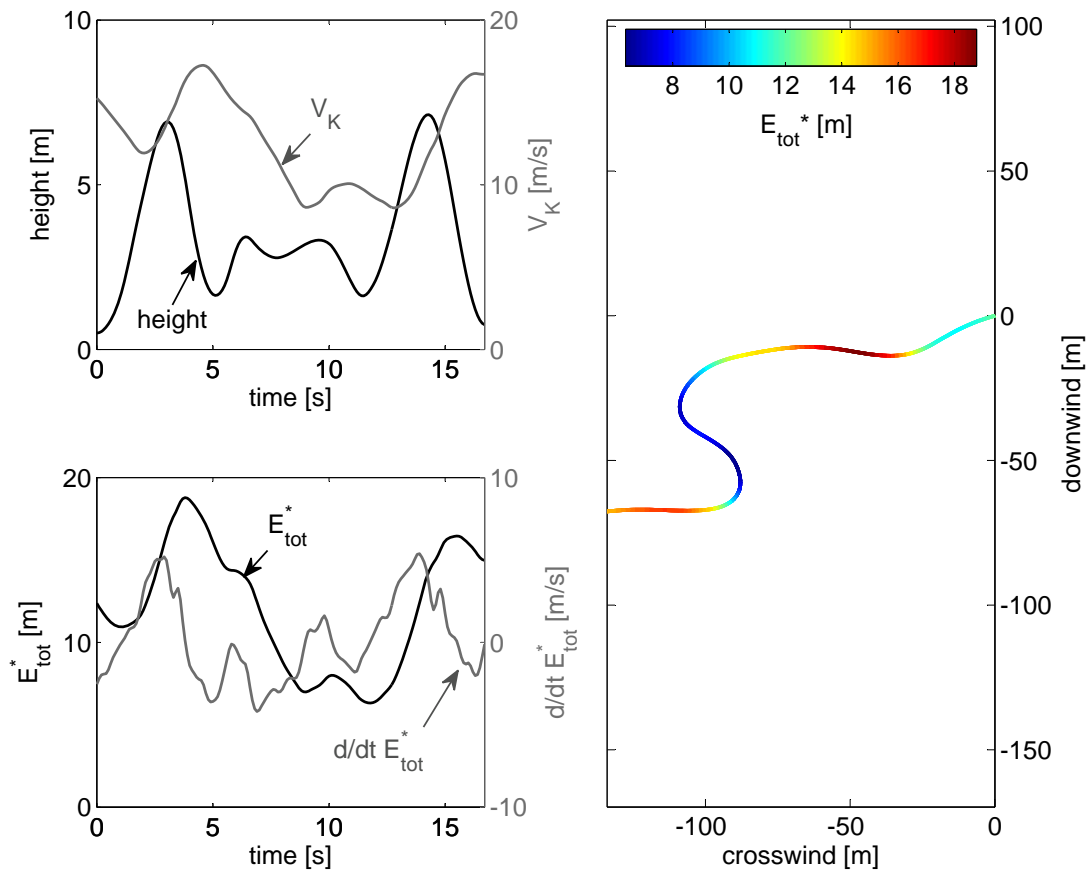 10
5
0
height [m]
20
10
0
V_K [m/s]
V_K
height
0 5 10 15
time [s]
20
10
0
E*_tot [m]
10
0
-10
d/dt E*_tot [m/s]
E*_tot
d/dt E*_tot
0 5 10 15
time [s]
8 10 12 14 16 18
E_tot* [m]
100
50
0
-50
-100
-150
downwind [m]
-100 -50 0
crosswind [m]